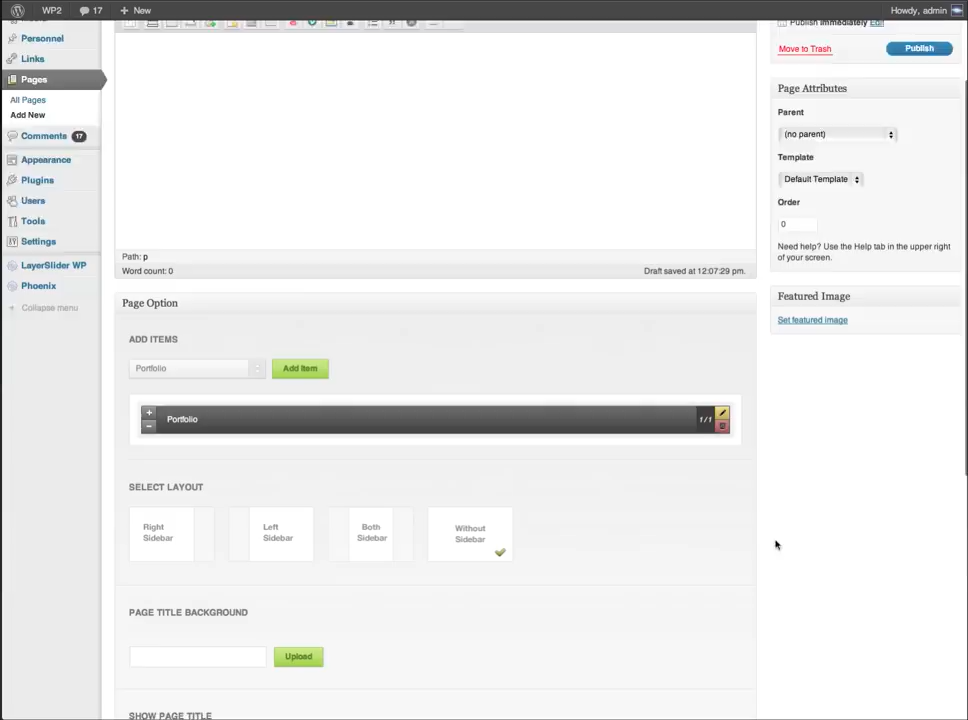 WP2
17
New
Howdy, admin
Personnel
Links
Pages
All Pages
Add New
Comments 17
Appearance
Plugins
Users
Tools
Settings
LayerSlider WP
Phoenix
Collapse menu
Path: p
Word count: 0
Draft saved at 12:07:29 pm.
Page Option
ADD ITEMS
Portfolio
Add Item
Portfolio
1/1
SELECT LAYOUT
Right
Sidebar
Left
Sidebar
Both
Sidebar
Without
Sidebar
PAGE TITLE BACKGROUND
Upload
SHOW PAGE TITLE
Publish immediately Edit
Move to Trash
Publish
Page Attributes
Parent
(no parent)
Template
Default Template
Order
0
Need help? Use the Help tab in the upper right
of your screen.
Featured Image
Set featured image